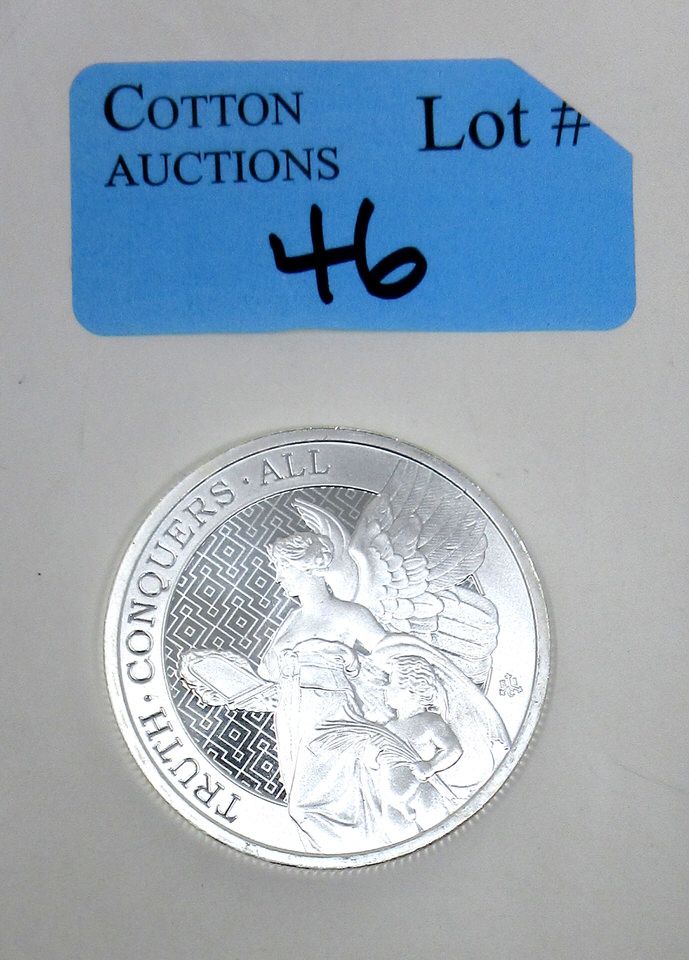 COTTON
AUCTIONS
Lot #
46
TRUTH · CONQUERS · ALL